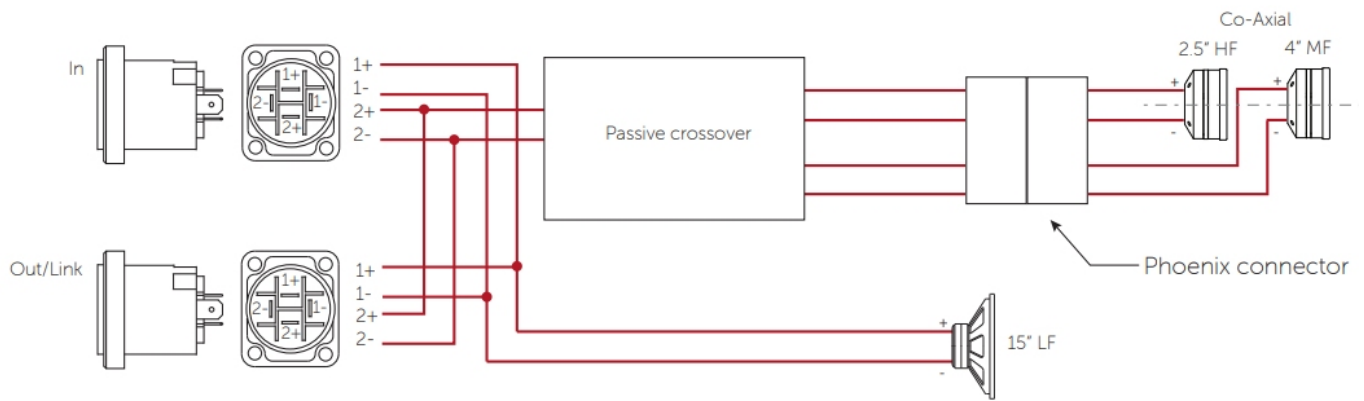 Co-Axial
2.5” HF 4” MF
In
1+
2- 1-
2+
1+
1-
2+
2-
Passive crossover
+
-
+
-
Phoenix connector
Out/Link
1+
2- 1-
2+
1+
1-
2+
2-
+
-
15” LF